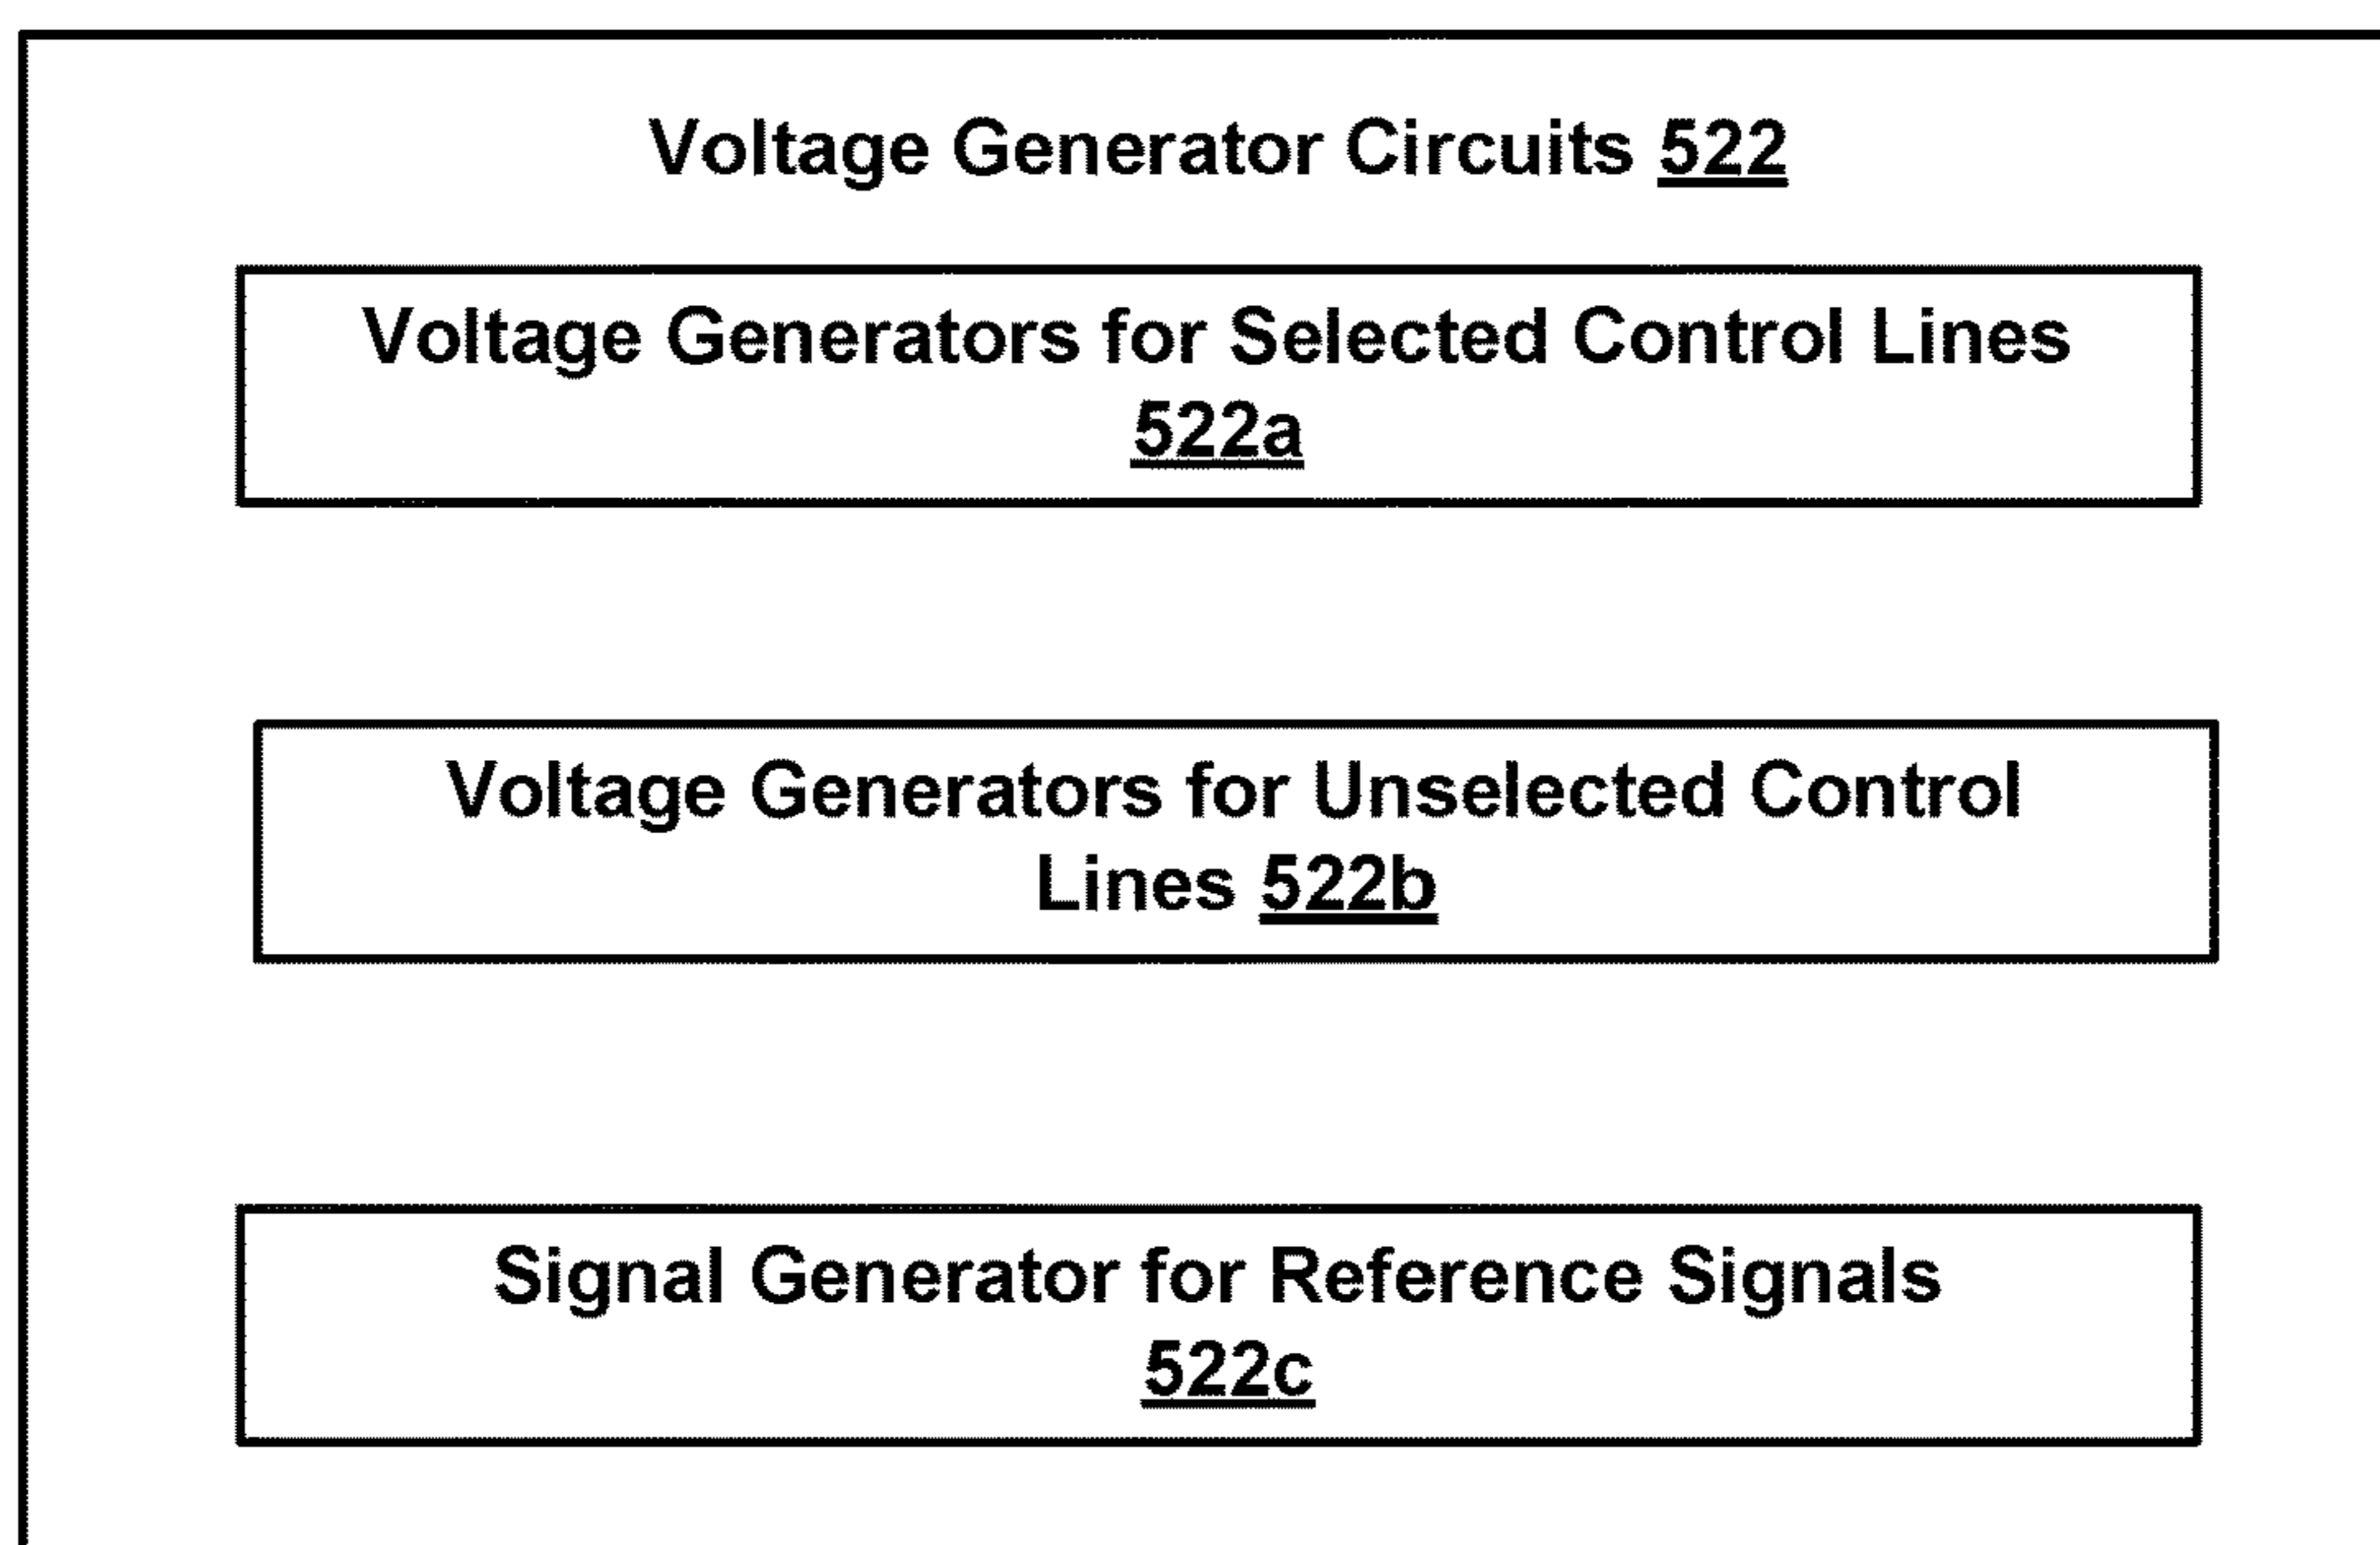 Voltage Generator Circuits 522
Voltage Generators for Selected Control Lines
522a
Voltage Generators for Unselected Control
Lines 522b
Signal Generator for Reference Signals
522c